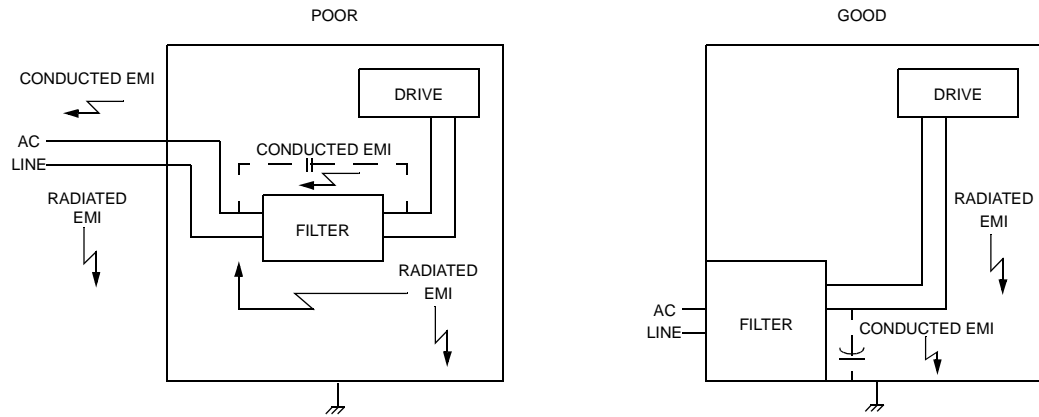 POOR
CONDUCTED EMI
DRIVE
AC
LINE
CONDUCTED EMI
RADIATED
EMI
FILTER
RADIATED
EMI
GOOD
DRIVE
RADIATED
EMI
AC
LINE
FILTER
CONDUCTED EMI